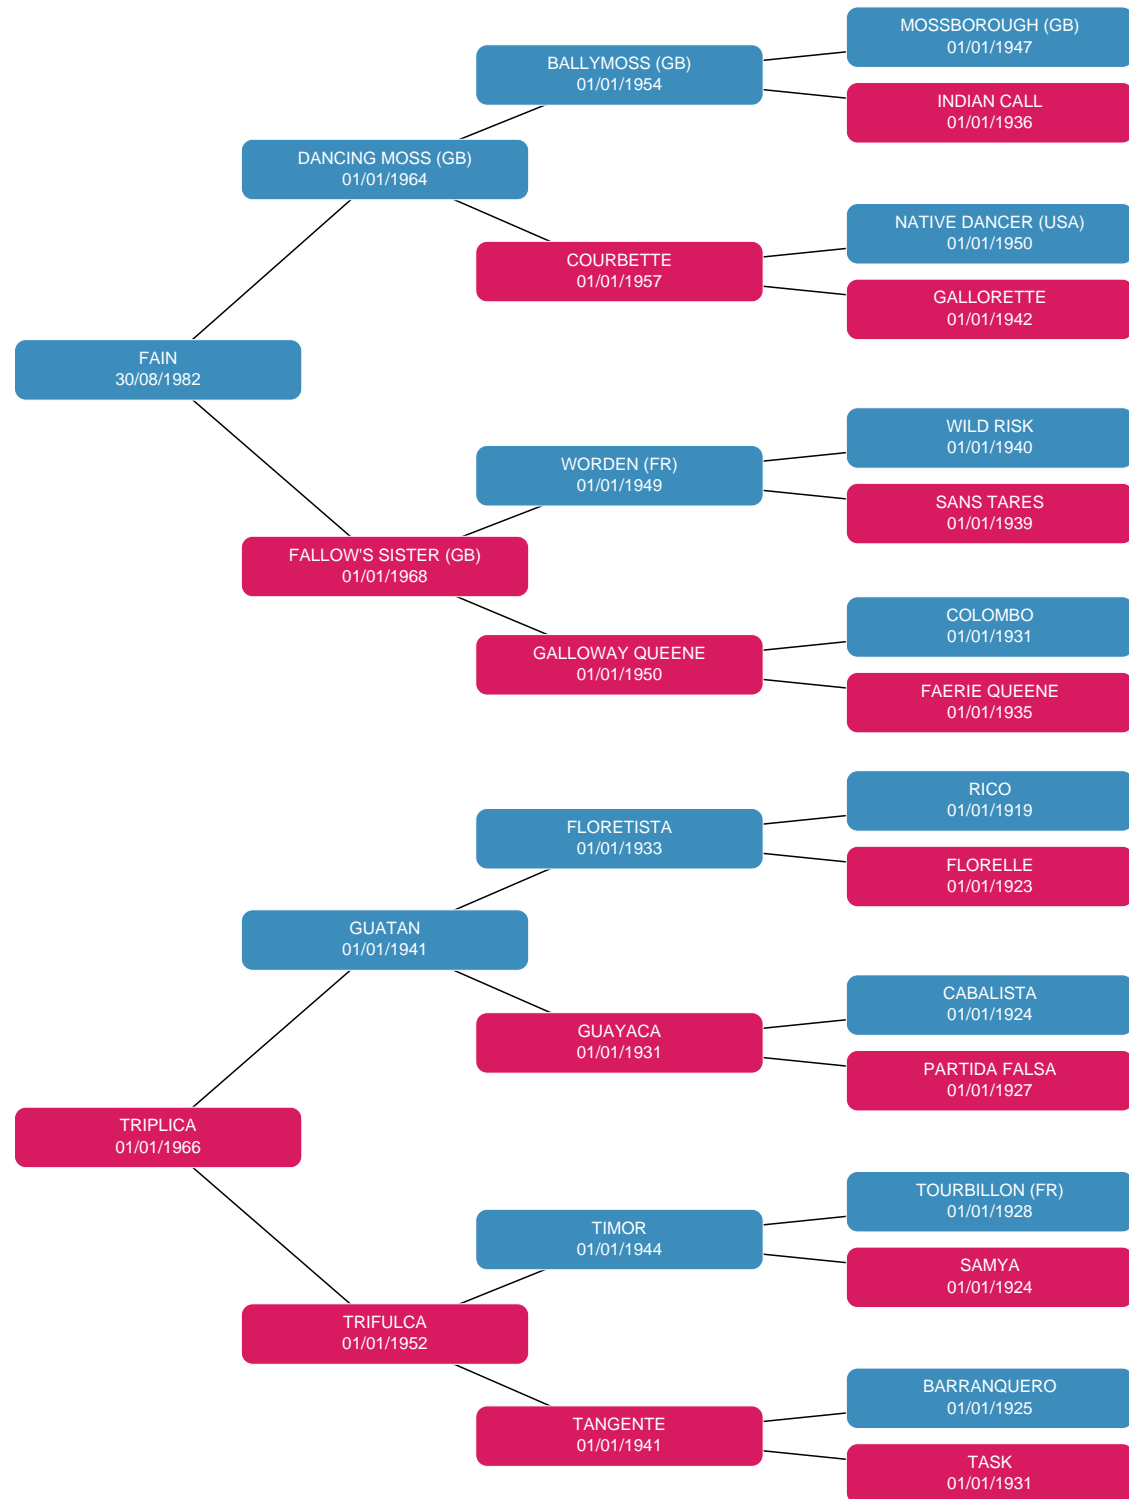 MOSSBOROUGH (GB)
01/01/1947
BALLYMOSS (GB)
01/01/1954
INDIAN CALL
01/01/1936
DANCING MOSS (GB)
01/01/1964
NATIVE DANCER (USA)
01/01/1950
COURBETTE
01/01/1957
GALLORETTE
01/01/1942
FAIN
30/08/1982
WILD RISK
01/01/1940
WORDEN (FR)
01/01/1949
SANS TARES
01/01/1939
FALLOW'S SISTER (GB)
01/01/1968
COLOMBO
01/01/1931
GALLOWAY QUEENE
01/01/1950
FAERIE QUEENE
01/01/1935
RICO
01/01/1919
FLORETISTA
01/01/1933
FLORELLE
01/01/1923
GUATAN
01/01/1941
CABALISTA
01/01/1924
GUAYACA
01/01/1931
PARTIDA FALSA
01/01/1927
TRIPLICA
01/01/1966
TOURBILLON (FR)
01/01/1928
TIMOR
01/01/1944
SAMYA
01/01/1924
TRIFULCA
01/01/1952
BARRANQUERO
01/01/1925
TANGENTE
01/01/1941
TASK
01/01/1931